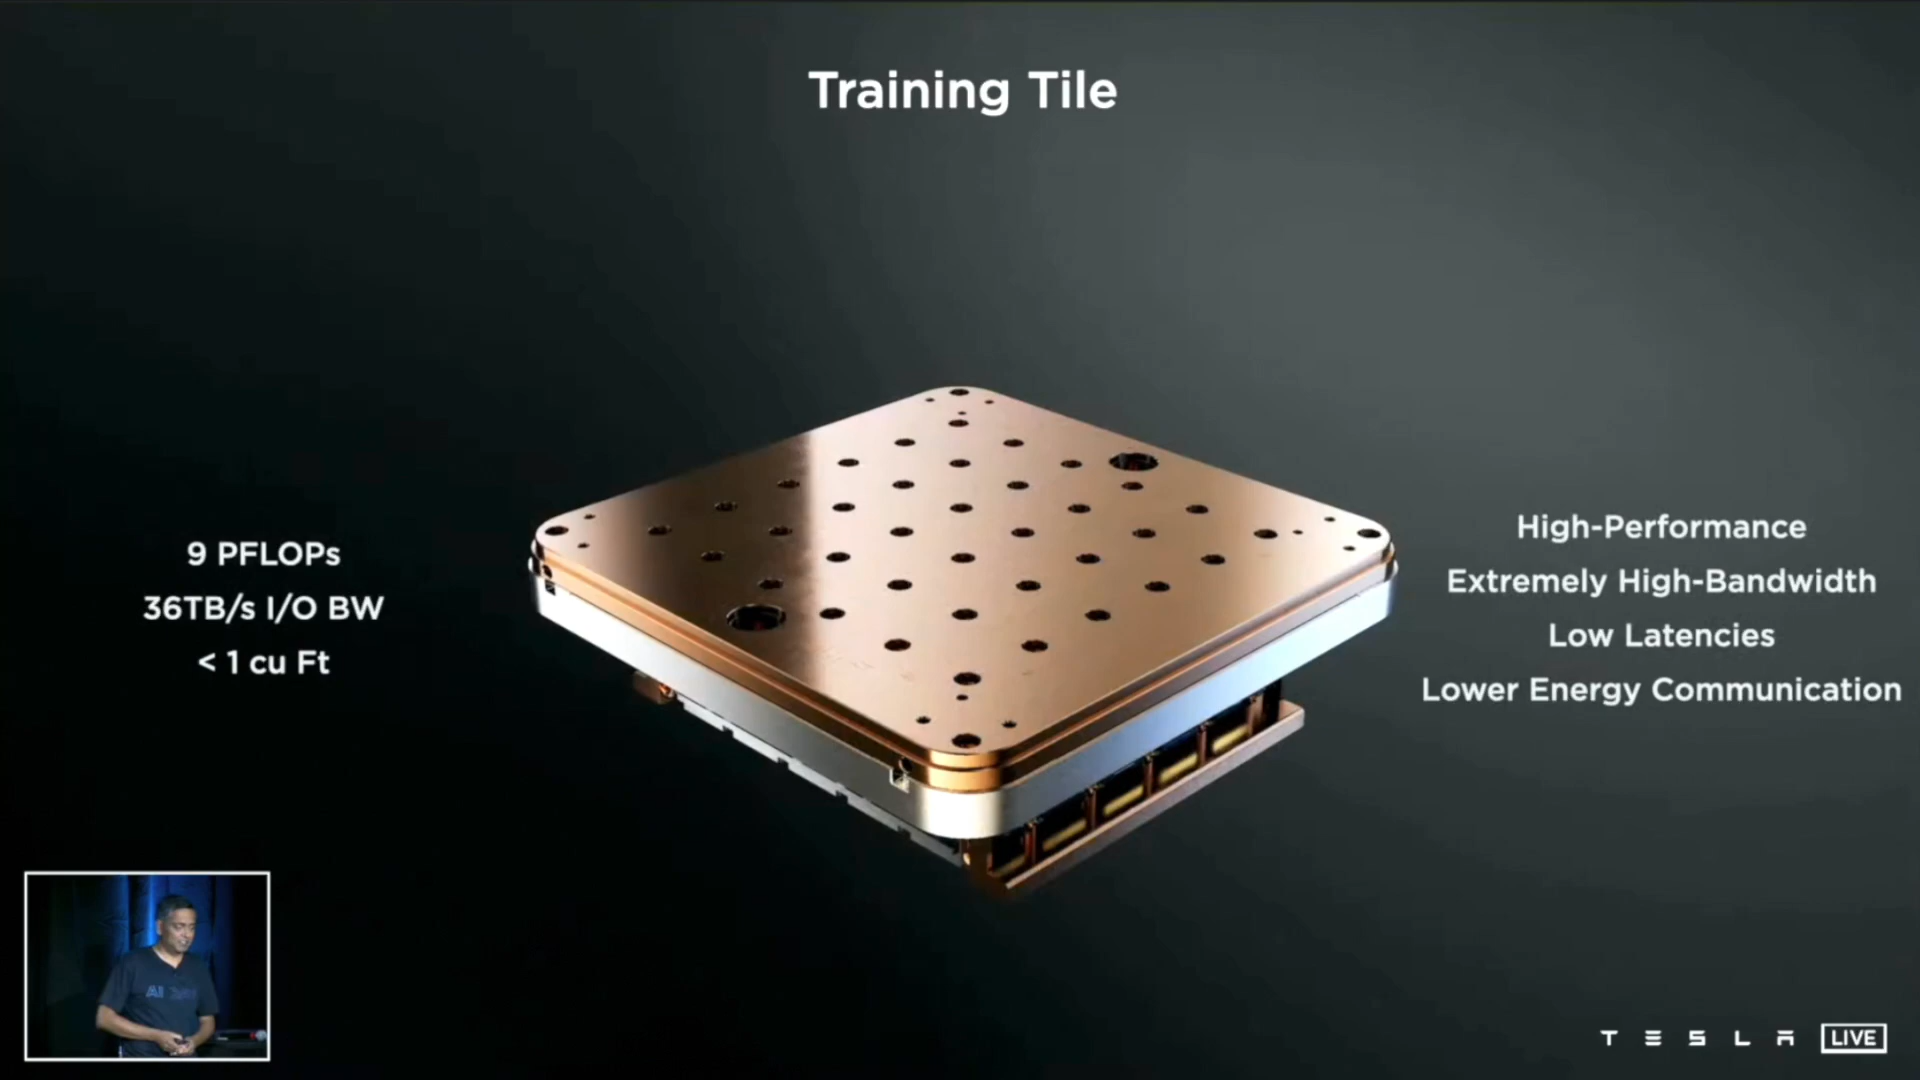 Training Tile
9 PFLOPs
36TB/s I/O BW
< 1 cu Ft
High-Performance
Extremely High-Bandwidth
Low Latencies
Lower Energy Communication
AI
TESLA LIVE